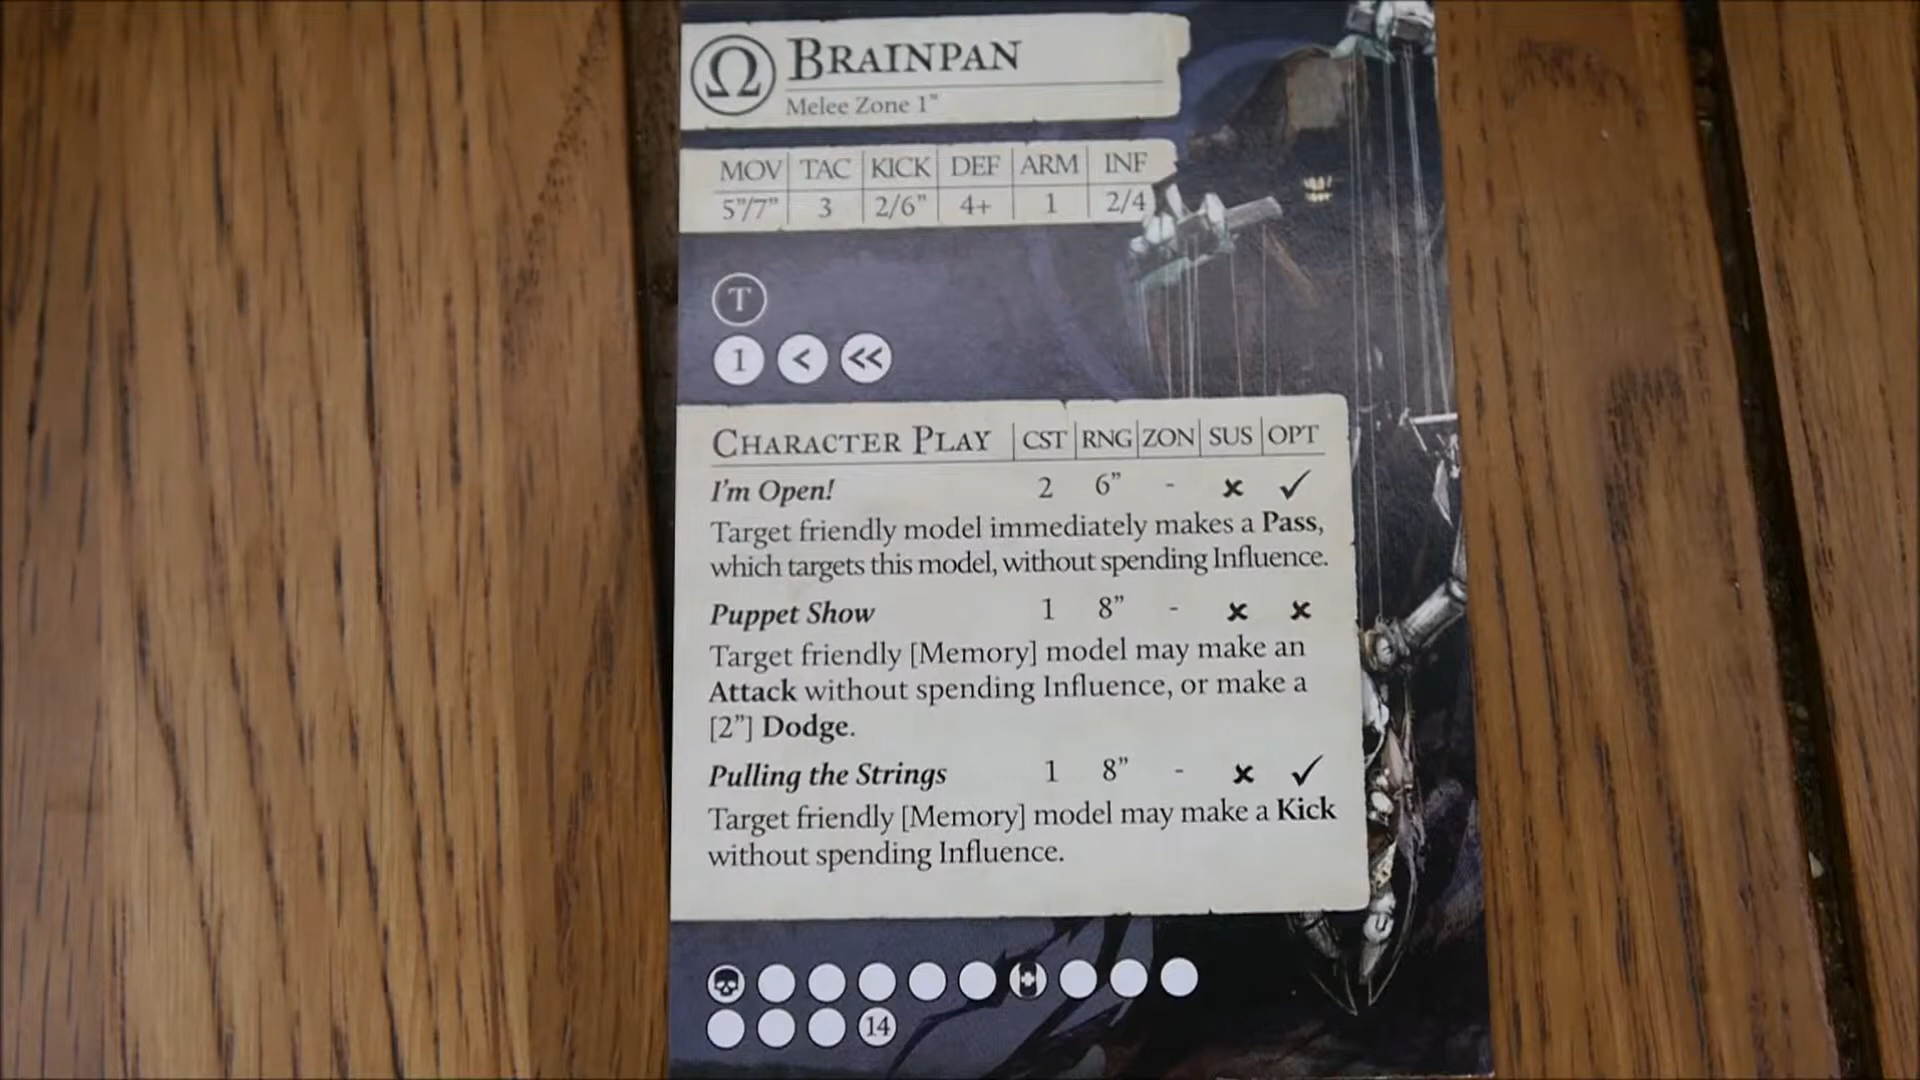 Ω BRAINPAN
Melee Zone 1"
MOV TAC KICK DEF ARM INF
5"/7" 3 2/6" 4+ 1 2/4
T
1 < <<
CHARACTER PLAY CST RNG ZON SUS OPT
I'm Open! 2 6" - ✗ ✓
Target friendly model immediately makes a Pass,
which targets this model, without spending Influence.
Puppet Show 1 8" - ✗ ✗
Target friendly [Memory] model may make an
Attack without spending Influence, or make a
[2"] Dodge.
Pulling the Strings 1 8" - ✗ ✓
Target friendly [Memory] model may make a Kick
without spending Influence.
14